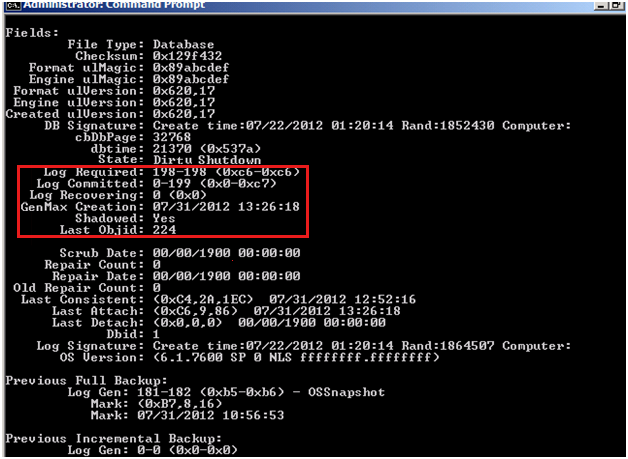 Administrator: Command Prompt
Fields:
File Type: Database
Checksum: 0x129f432
Format ulMagic: 0x89abcdef
Engine ulMagic: 0x89abcdef
Format ulVersion: 0x620,17
Engine ulVersion: 0x620,17
Created ulVersion: 0x620,17
DB Signature: Create time:07/22/2012 01:20:14 Rand:1852430 Computer:
cbDbPage: 32768
dbtime: 21370 (0x537a)
State: Dirtu Shutdown
Log Required: 198-198 (0xc6-0xc6)
Log Committed: 0-199 (0x0-0xc7)
Log Recovering: 0 (0x0)
GenMax Creation: 07/31/2012 13:26:18
Shadowed: Yes
Last Objid: 224
Scrub Date: 00/00/1900 00:00:00
Repair Count: 0
Repair Date: 00/00/1900 00:00:00
Old Repair Count: 0
Last Consistent: (0xC4,2A,1EC) 07/31/2012 12:52:16
Last Attach: (0xC6,9,86) 07/31/2012 13:26:18
Last Detach: (0x0,0,0) 00/00/1900 00:00:00
Dbid: 1
Log Signature: Create time:07/22/2012 01:20:14 Rand:1864507 Computer:
OS Version: (6.1.7600 SP 0 NLS ffffffff.ffffffff)
Previous Full Backup:
Log Gen: 181-182 (0xb5-0xb6) - OSSnapshot
Mark: (0xB7,8,16)
Mark: 07/31/2012 10:56:53
Previous Incremental Backup:
Log Gen: 0-0 (0x0-0x0)